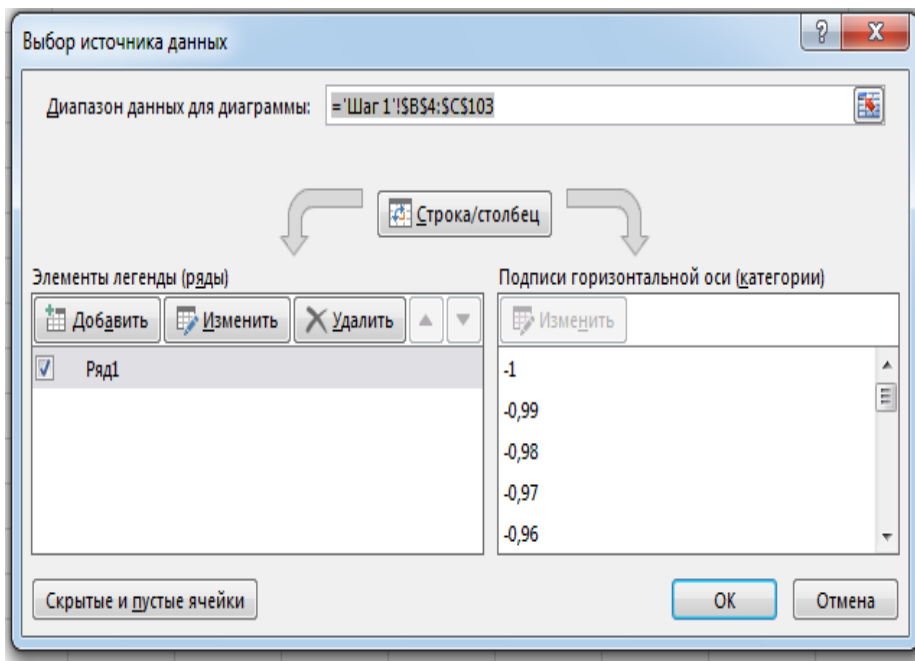 Выбор источника данных
?
X
Диапазон данных для диаграммы: ='Шаг 1'!$B$4:$C$103
Строка/столбец
Элементы легенды (ряды)
Добавить Изменить Удалить
Ряд1
Подписи горизонтальной оси (категории)
Изменить
-1
-0,99
-0,98
-0,97
-0,96
Скрытые и пустые ячейки
ОК Отмена